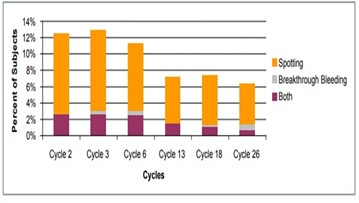 14%
12%
10%
8%
6%
4%
2%
0%
Percent of Subjects
Cycle 2 Cycle 3 Cycle 6 Cycle 13 Cycle 18 Cycle 26
Cycles
Spotting
Breakthrough Bleeding
Both